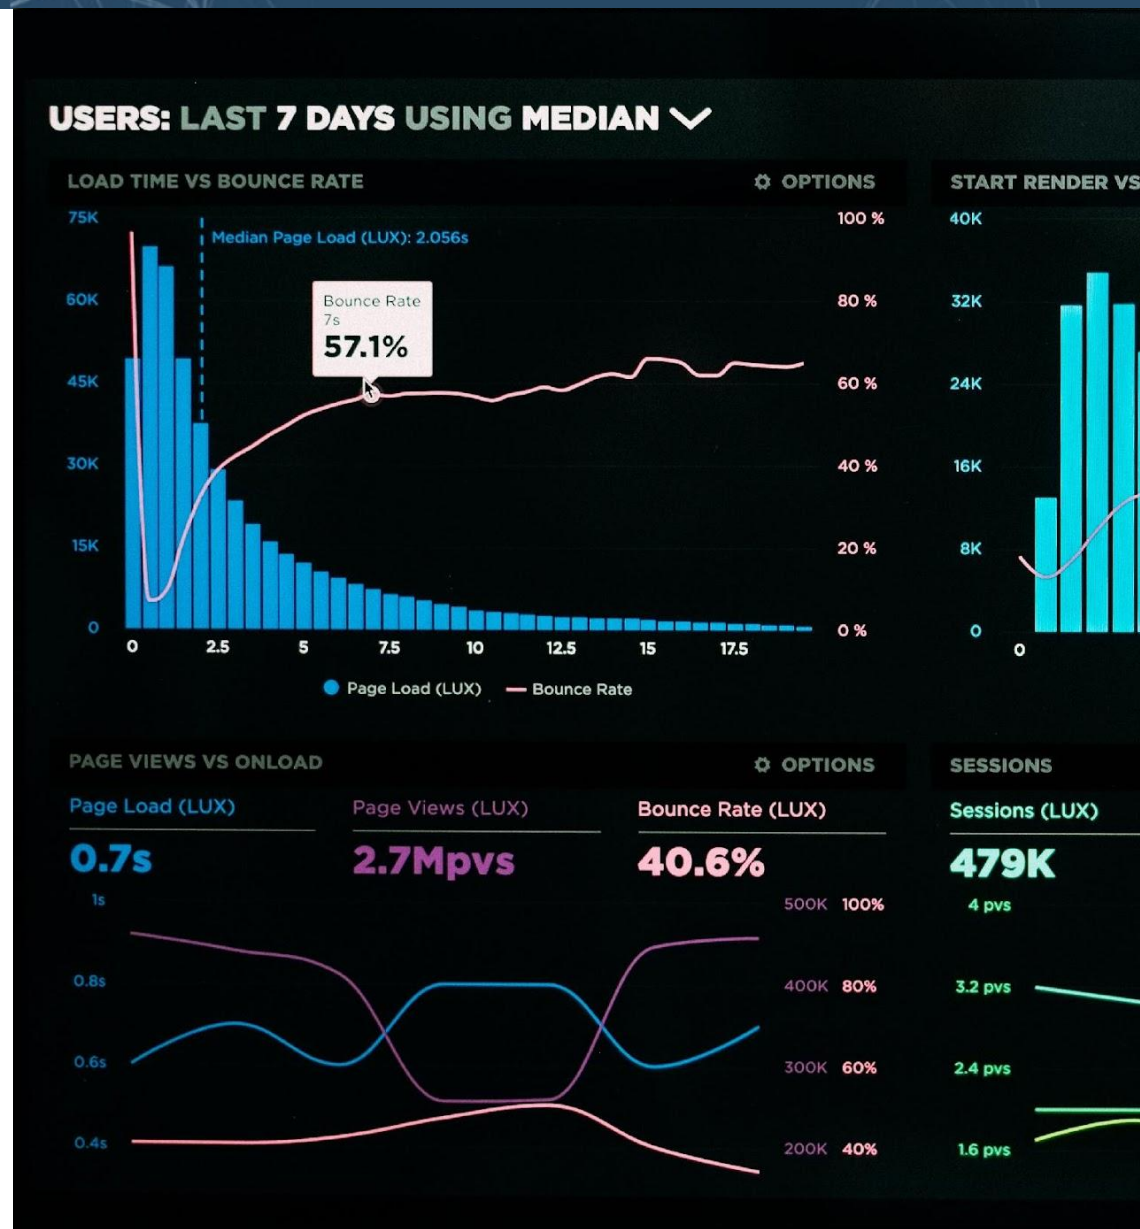 USERS: LAST 7 DAYS USING MEDIAN
LOAD TIME VS BOUNCE RATE
OPTIONS
75K
60K
45K
30K
15K
0
Median Page Load (LUX): 2.056s
Bounce Rate
7s
57.1%
100 %
80 %
60 %
40 %
20 %
0 %
0 2.5 5 7.5 10 12.5 15 17.5
Page Load (LUX) Bounce Rate
START RENDER VS
40K
32K
24K
16K
8K
0
0
PAGE VIEWS VS ONLOAD
OPTIONS
Page Load (LUX)
0.7s
Page Views (LUX)
2.7Mpvs
Bounce Rate (LUX)
40.6%
1s
0.8s
0.6s
0.4s
500K 100%
400K 80%
300K 60%
200K 40%
SESSIONS
Sessions (LUX)
479K
4 pvs
3.2 pvs
2.4 pvs
1.6 pvs